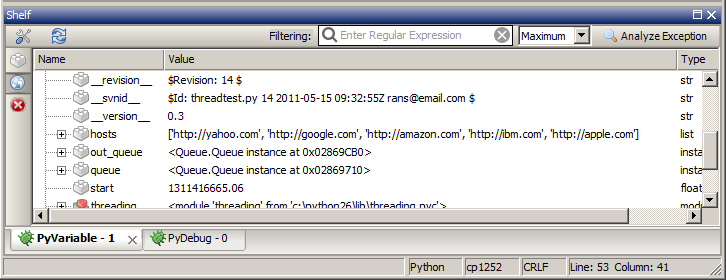 Shelf
Filtering: Enter Regular Expression Maximum Analyze Exception
Name Value Type
__revision__ $Revision: 14 $ str
__svnid__ $Id: threadtest.py 14 2011-05-15 09:32:55Z rans@email.com $ str
__version__ 0.3 str
hosts ['http://yahoo.com', 'http://google.com', 'http://amazon.com', 'http://ibm.com', 'http://apple.com'] list
out_queue <Queue.Queue instance at 0x02869CB0> insta
queue <Queue.Queue instance at 0x02869710> insta
start 1311416665.06 float
threading <module 'threading' from 'c:\python26\lib\threading.pyc'> modu
PyVariable - 1 PyDebug - 0
Python cp1252 CRLF Line: 53 Column: 41